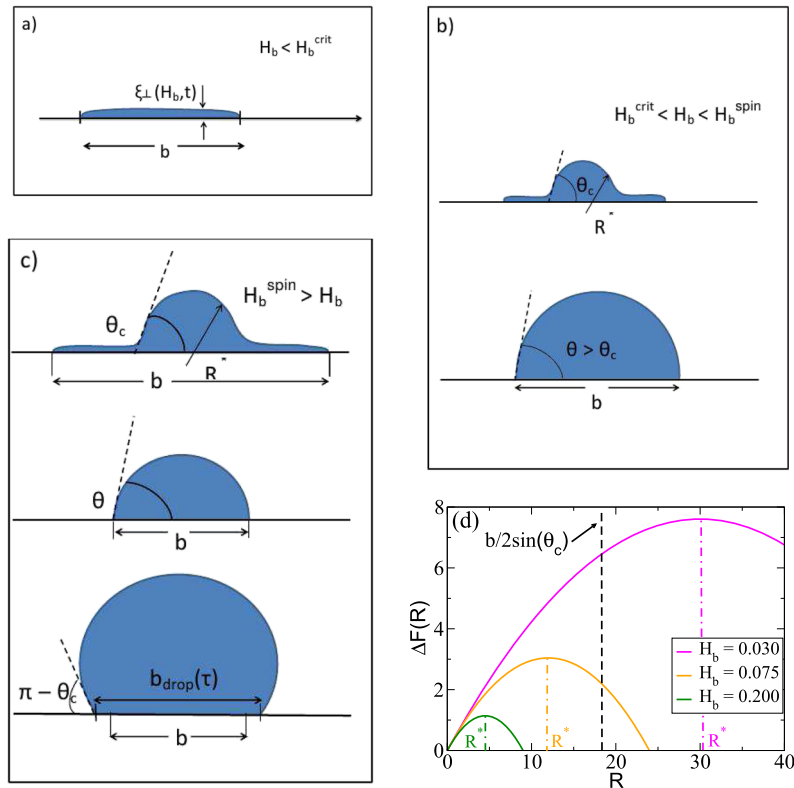 a)
H_b < H_b^crit
ξ⊥(H_b,t)
b
b)
H_b^crit < H_b < H_b^spin
θ_c
R*
θ > θ_c
b
c)
H_b^spin > H_b
θ_c
R*
b
θ
b
π − θ_c
b_drop(τ)
b
(d)
b/2sin(θ_c)
ΔF(R)
8
6
4
2
0
H_b = 0.030
H_b = 0.075
H_b = 0.200
R* R* R*
0 10 20 30 40
R